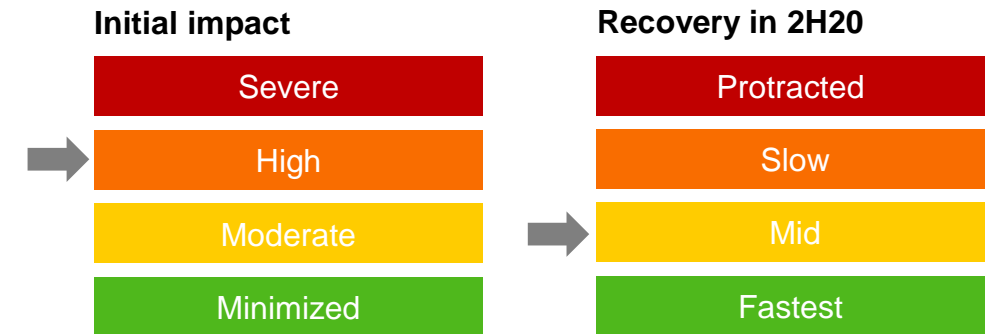 Initial impact
Severe
High
Moderate
Minimized
Recovery in 2H20
Protracted
Slow
Mid
Fastest